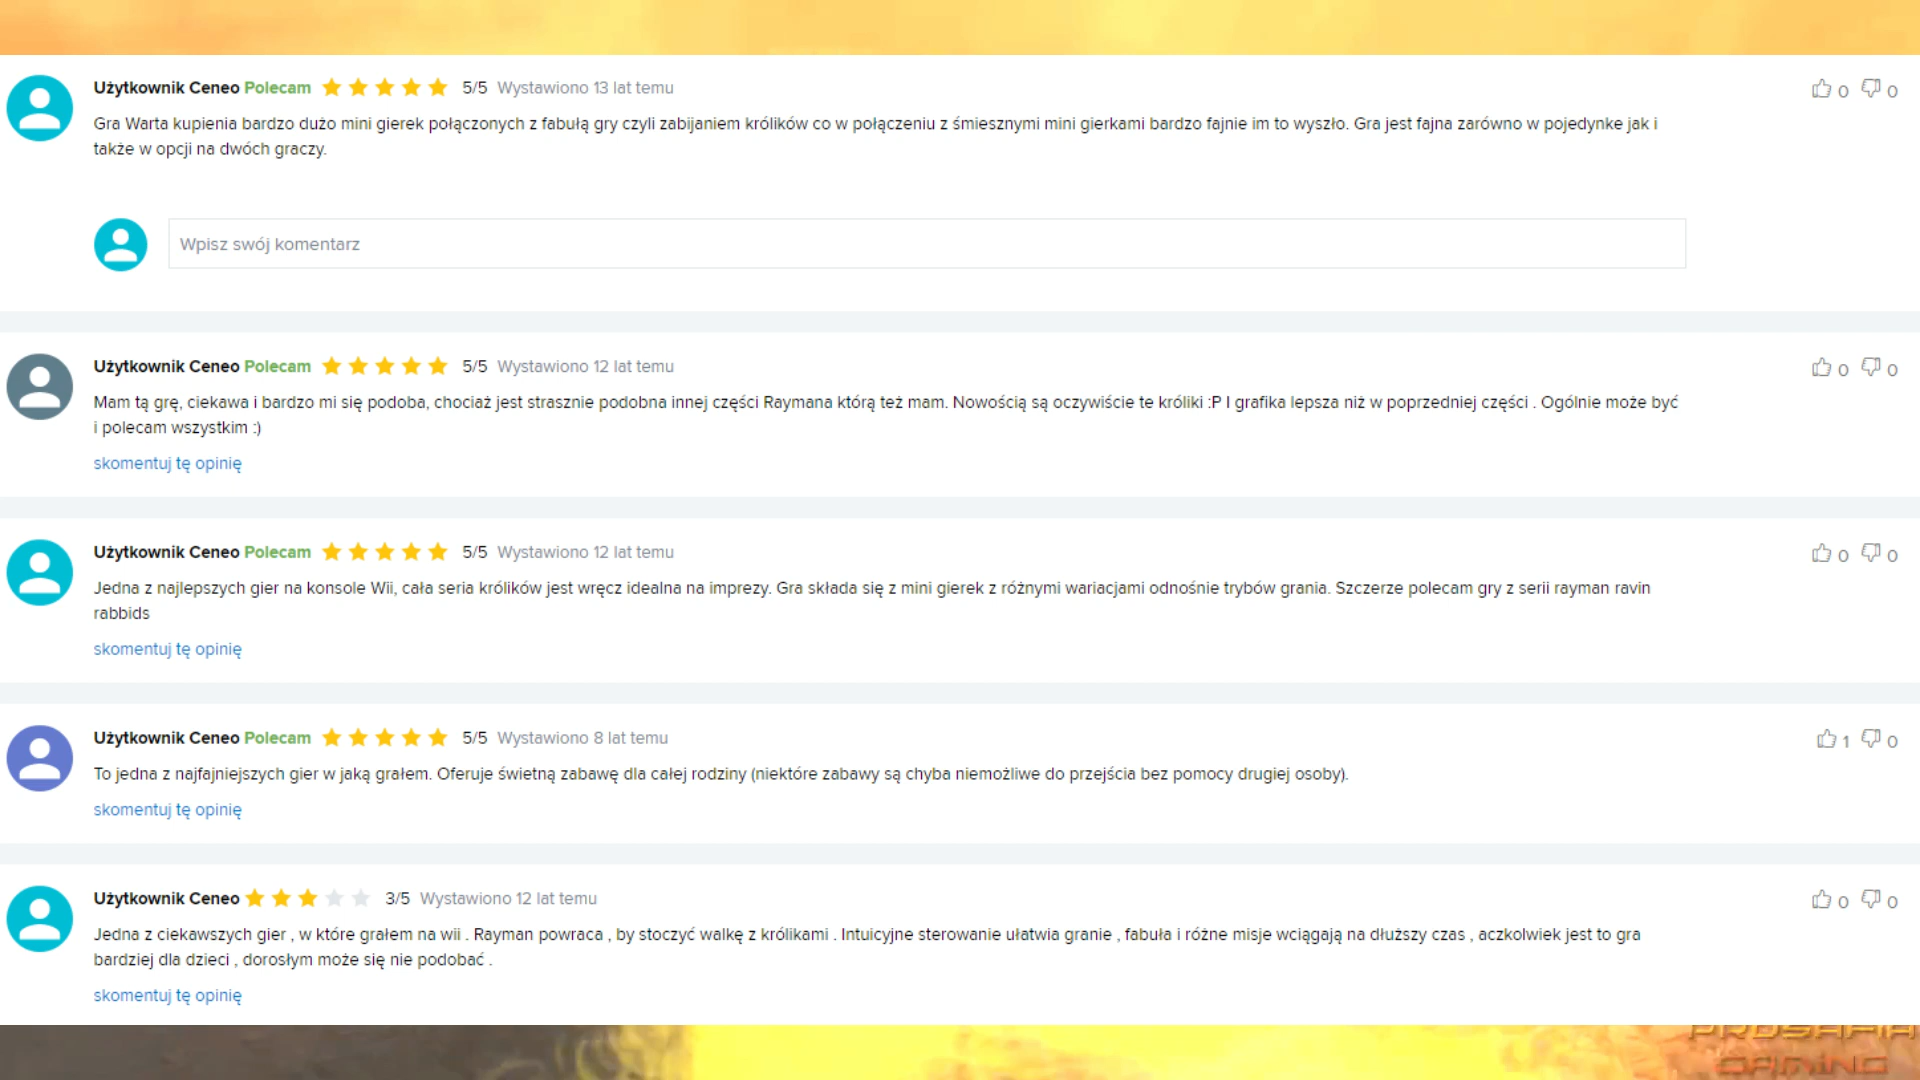 Użytkownik Ceneo Polecam 5/5 Wystawiono 13 lat temu 0 0
Gra Warta kupienia bardzo dużo mini gierek połączonych z fabułą gry czyli zabijaniem królików co w połączeniu z śmiesznymi mini gierkami bardzo fajnie im to wyszło. Gra jest fajna zarówno w pojedynke jak i
także w opcji na dwóch graczy.
Wpisz swój komentarz
Użytkownik Ceneo Polecam 5/5 Wystawiono 12 lat temu 0 0
Mam tą grę, ciekawa i bardzo mi się podoba, chociaż jest strasznie podobna innej części Raymana którą też mam. Nowością są oczywiście te króliki :P I grafika lepsza niż w poprzedniej części . Ogólnie może być
i polecam wszystkim :)
skomentuj tę opinię
Użytkownik Ceneo Polecam 5/5 Wystawiono 12 lat temu 0 0
Jedna z najlepszych gier na konsole Wii, cała seria królików jest wręcz idealna na imprezy. Gra składa się z mini gierek z różnymi wariacjami odnośnie trybów grania. Szczerze polecam gry z serii rayman ravin
rabbids
skomentuj tę opinię
Użytkownik Ceneo Polecam 5/5 Wystawiono 8 lat temu 1 0
To jedna z najfajniejszych gier w jaką grałem. Oferuje świetną zabawę dla całej rodziny (niektóre zabawy są chyba niemożliwe do przejścia bez pomocy drugiej osoby).
skomentuj tę opinię
Użytkownik Ceneo 3/5 Wystawiono 12 lat temu 0 0
Jedna z ciekawszych gier , w które grałem na wii . Rayman powraca , by stoczyć walkę z królikami . Intuicyjne sterowanie ułatwia granie , fabuła i różne misje wciągają na dłuższy czas , aczkolwiek jest to gra
bardziej dla dzieci , dorosłym może się nie podobać .
skomentuj tę opinię
GAMING